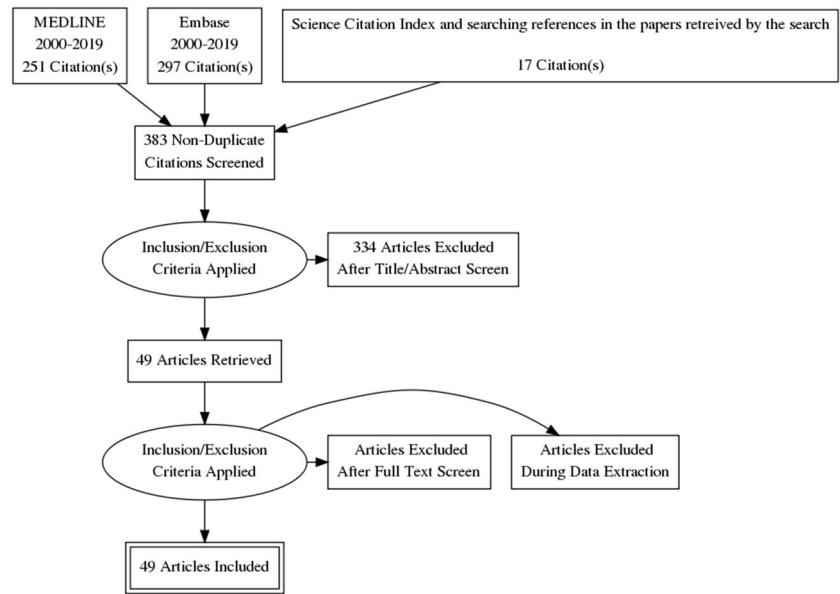 MEDLINE
2000-2019
251 Citation(s)
Embase
2000-2019
297 Citation(s)
Science Citation Index and searching references in the papers retreived by the search
17 Citation(s)
383 Non-Duplicate
Citations Screened
Inclusion/Exclusion
Criteria Applied
334 Articles Excluded
After Title/Abstract Screen
49 Articles Retrieved
Inclusion/Exclusion
Criteria Applied
Articles Excluded
After Full Text Screen
Articles Excluded
During Data Extraction
49 Articles Included